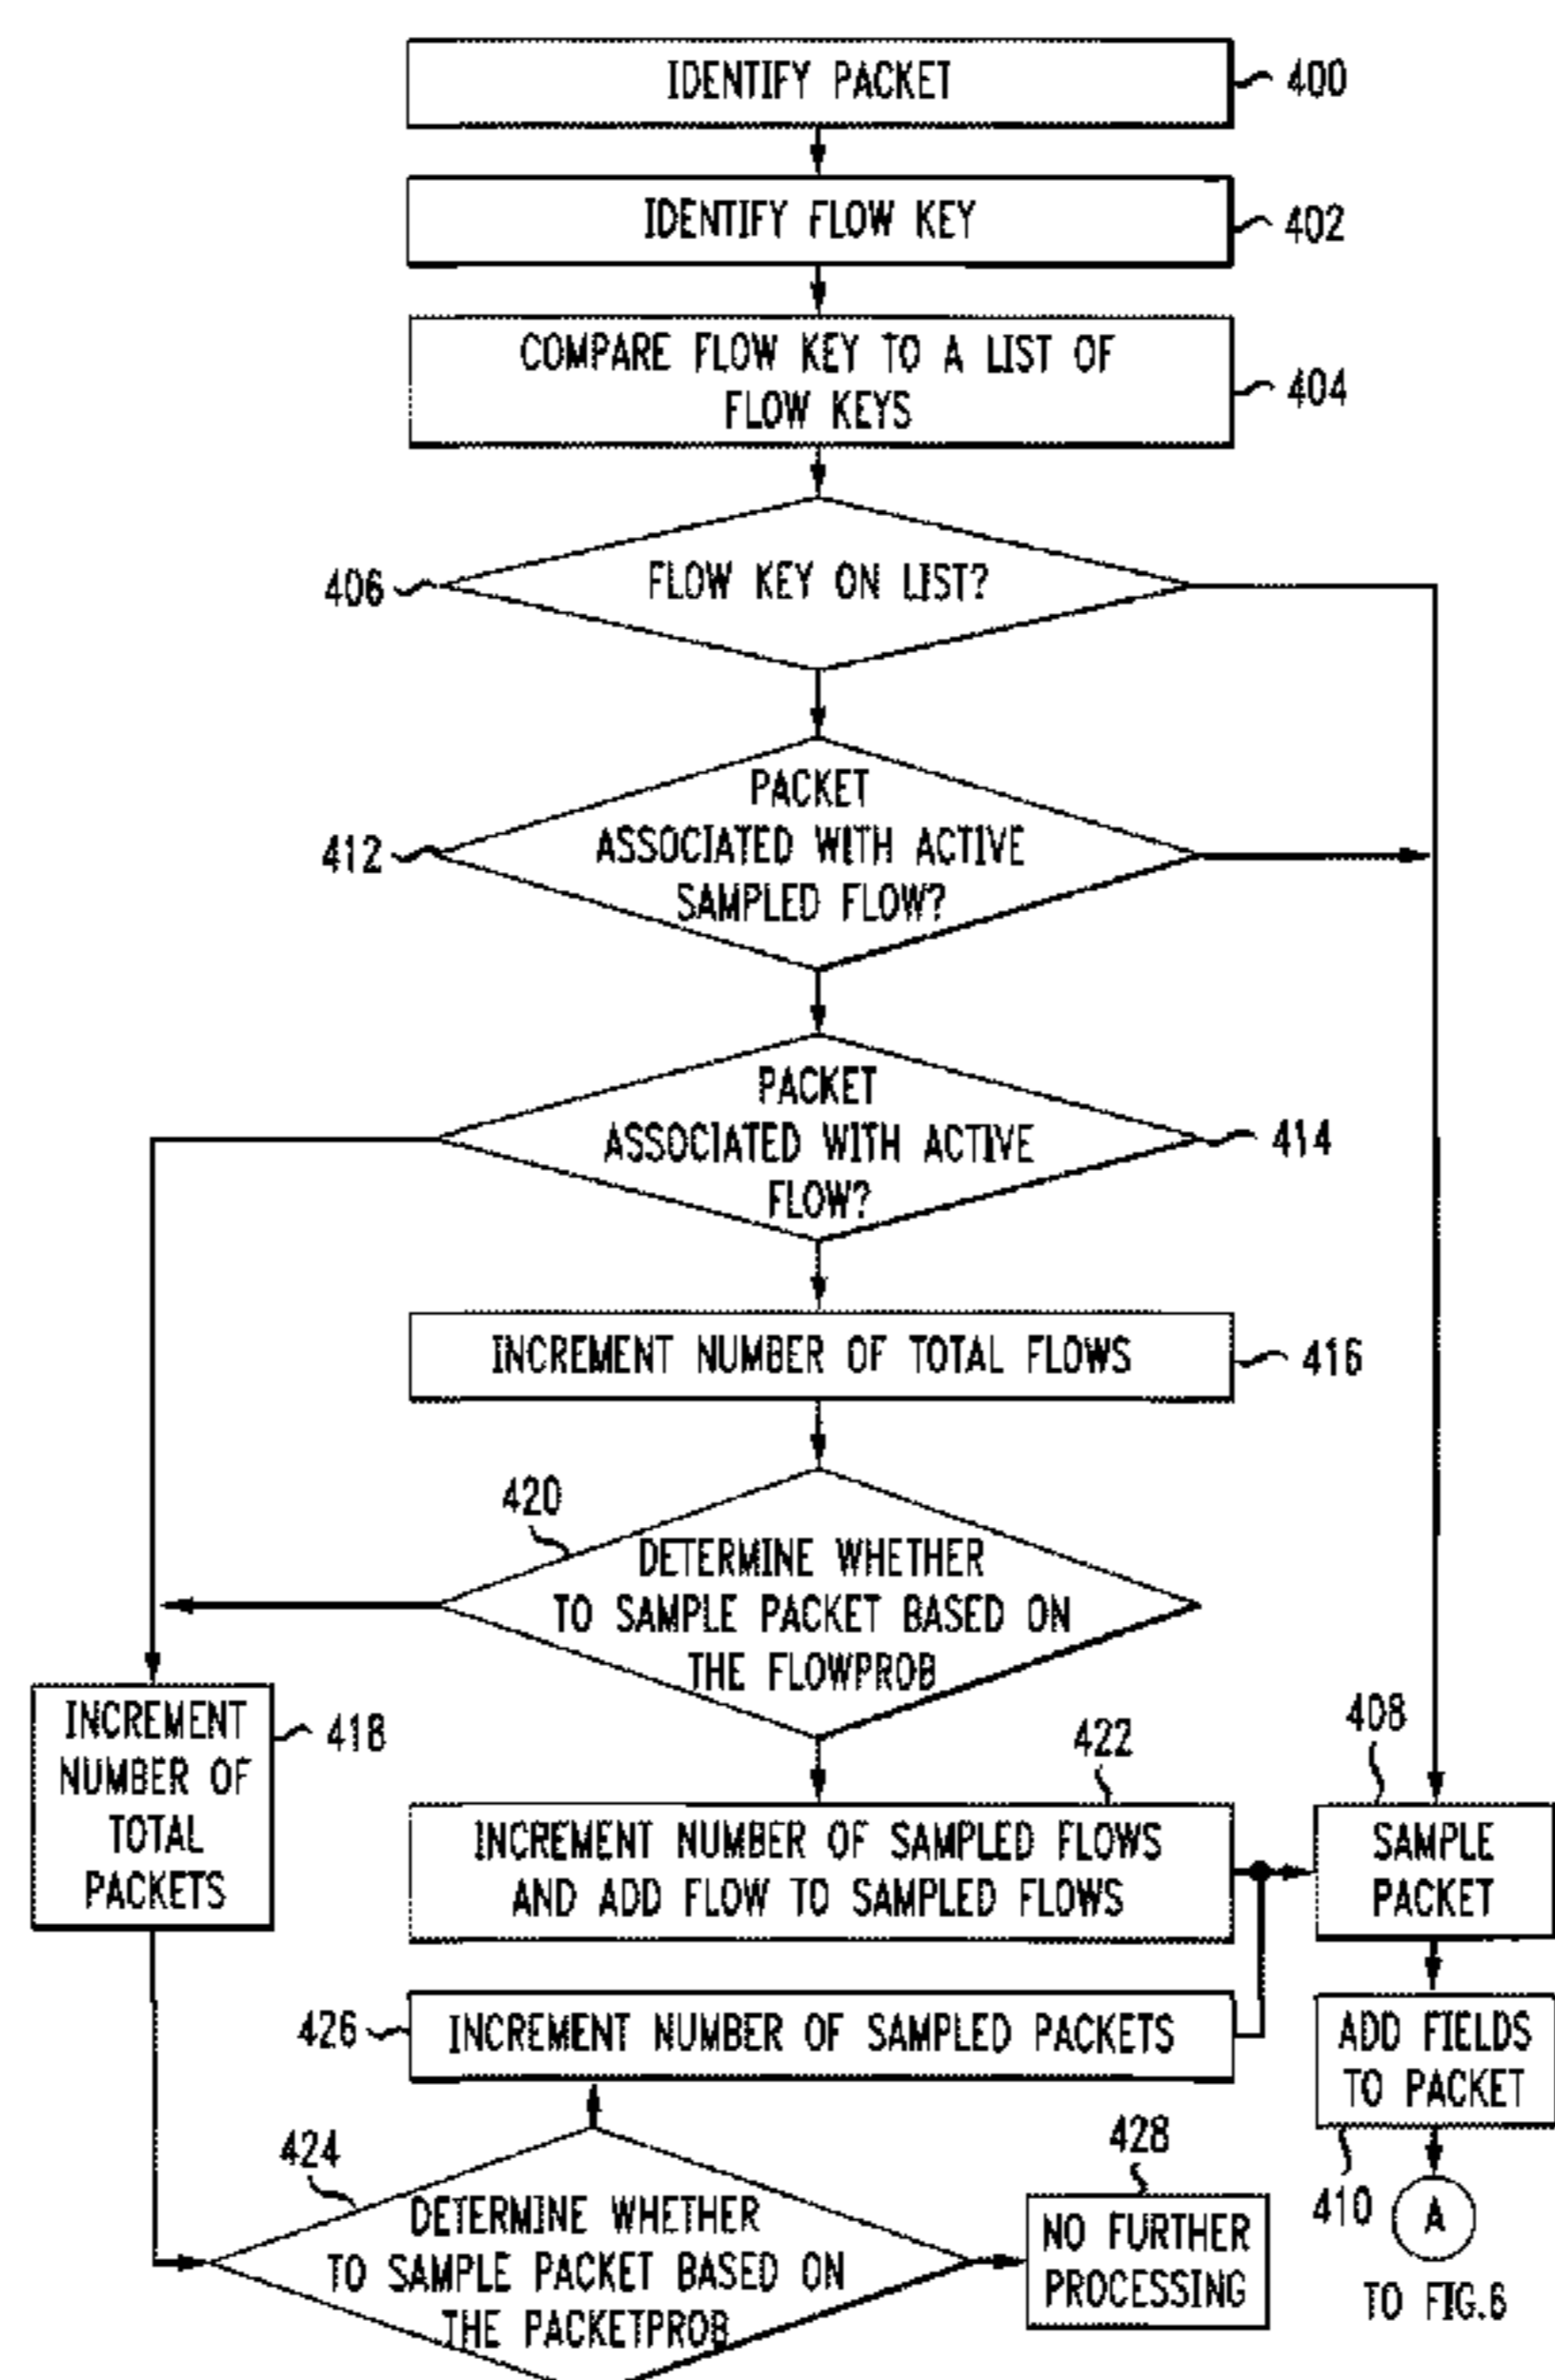 IDENTIFY PACKET
400
IDENTIFY FLOW KEY
402
COMPARE FLOW KEY TO A LIST OF
FLOW KEYS
404
406
FLOW KEY ON LIST?
412
PACKET
ASSOCIATED WITH ACTIVE
SAMPLED FLOW?
PACKET
ASSOCIATED WITH ACTIVE
FLOW?
414
INCREMENT NUMBER OF TOTAL FLOWS
416
420
DETERMINE WHETHER
TO SAMPLE PACKET BASED ON
THE FLOWPROB
INCREMENT
NUMBER OF
TOTAL
PACKETS
418
422
INCREMENT NUMBER OF SAMPLED FLOWS
AND ADD FLOW TO SAMPLED FLOWS
408
SAMPLE
PACKET
426
INCREMENT NUMBER OF SAMPLED PACKETS
ADD FIELDS
TO PACKET
410
A
TO FIG.6
424
DETERMINE WHETHER
TO SAMPLE PACKET BASED ON
THE PACKETPROB
428
NO FURTHER
PROCESSING